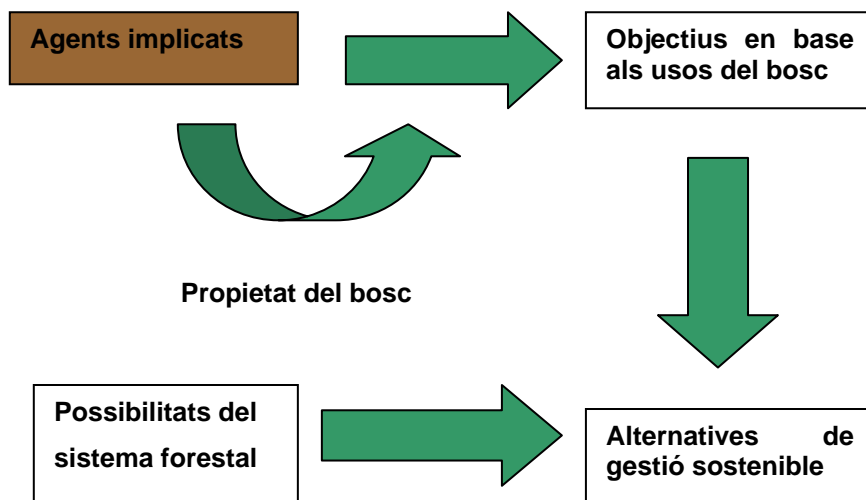 Agents implicats
Objectius en base
als usos del bosc
Propietat del bosc
Possibilitats del
sistema forestal
Alternatives de
gestió sostenible